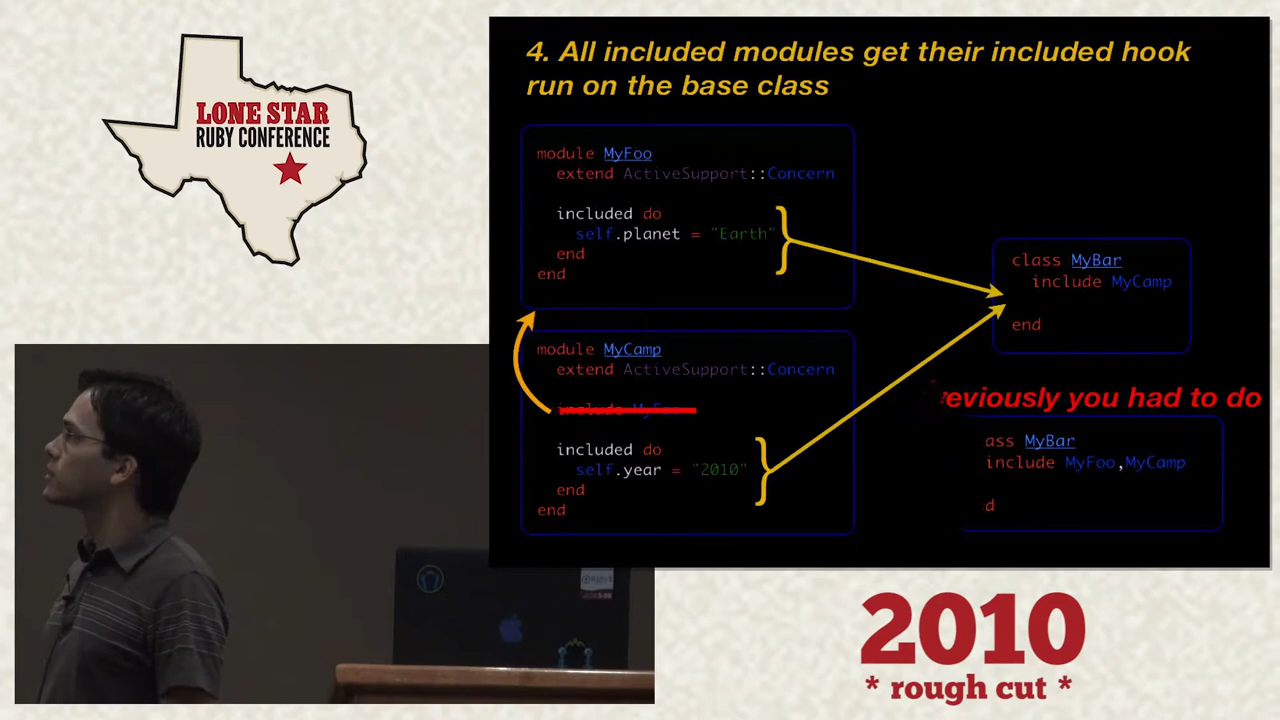 LONE STAR
RUBY CONFERENCE
4. All included modules get their included hook
run on the base class
module MyFoo
extend ActiveSupport::Concern
included do
self.planet = "Earth"
end
end
module MyCamp
extend ActiveSupport::Concern
include
included do
self.year = "2010"
end
end
class MyBar
include MyCamp
end
eviously you had to do
ass MyBar
include MyFoo,MyCamp
d
2010
* rough cut *